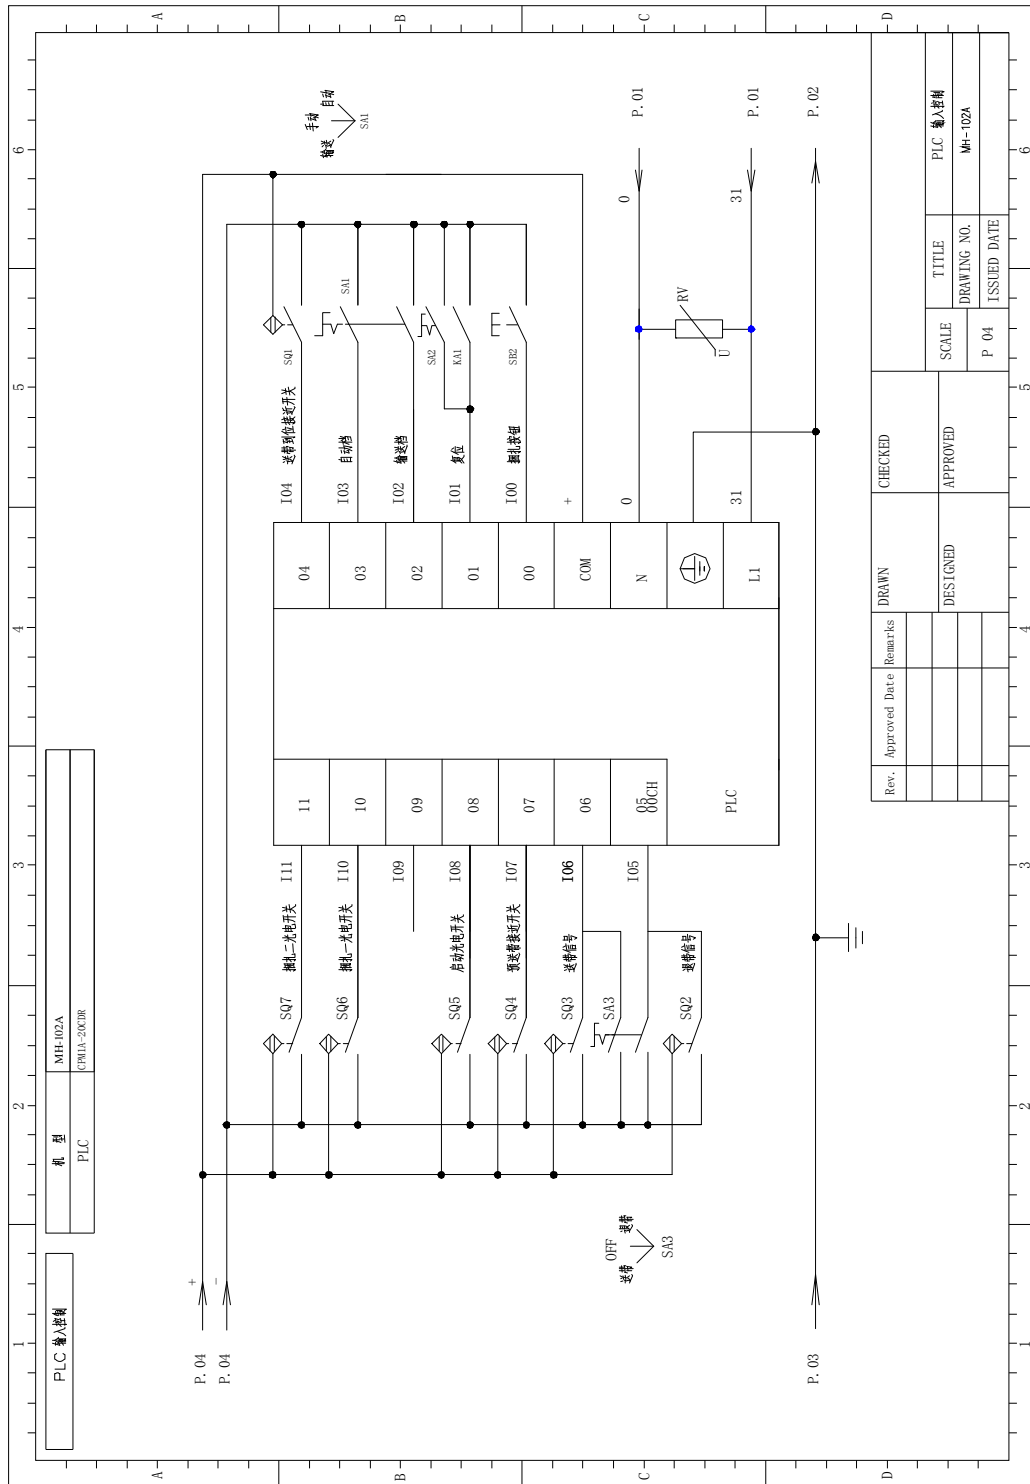 PLC 输入控制
机 型
MH-102A
PLC
CPM1A-20CDR
1 2 3 4 5 6
A
B
C
D
P.04
+
P.04
-
P.03
SQ7
捆扎二光电开关
I11
11
SQ6
捆扎一光电开关
I10
10
I09
09
SQ5
启动光电开关
I08
08
SQ4
预送带接近开关
I07
07
SQ3
送带信号
I06
06
SA3
I05
05
00CH
SQ2
退带信号
PLC
送带 OFF 退带
SA3
04
I04
送带到位接近开关
SQ1
03
I03
自动档
SA1
02
I02
输送档
01
I01
复位
SA2
KA1
00
I00
捆扎按钮
SB2
COM
+
N
0
0
P.01
L1
31
31
P.01
RV
U
P.02
输送 手动 自动
SA1
Rev. Approved Date Remarks
DRAWN
CHECKED
DESIGNED
APPROVED
SCALE
P 04
TITLE
PLC 输入控制
DRAWING NO.
MH-102A
ISSUED DATE
1 2 3 4 5 6
A
B
C
D